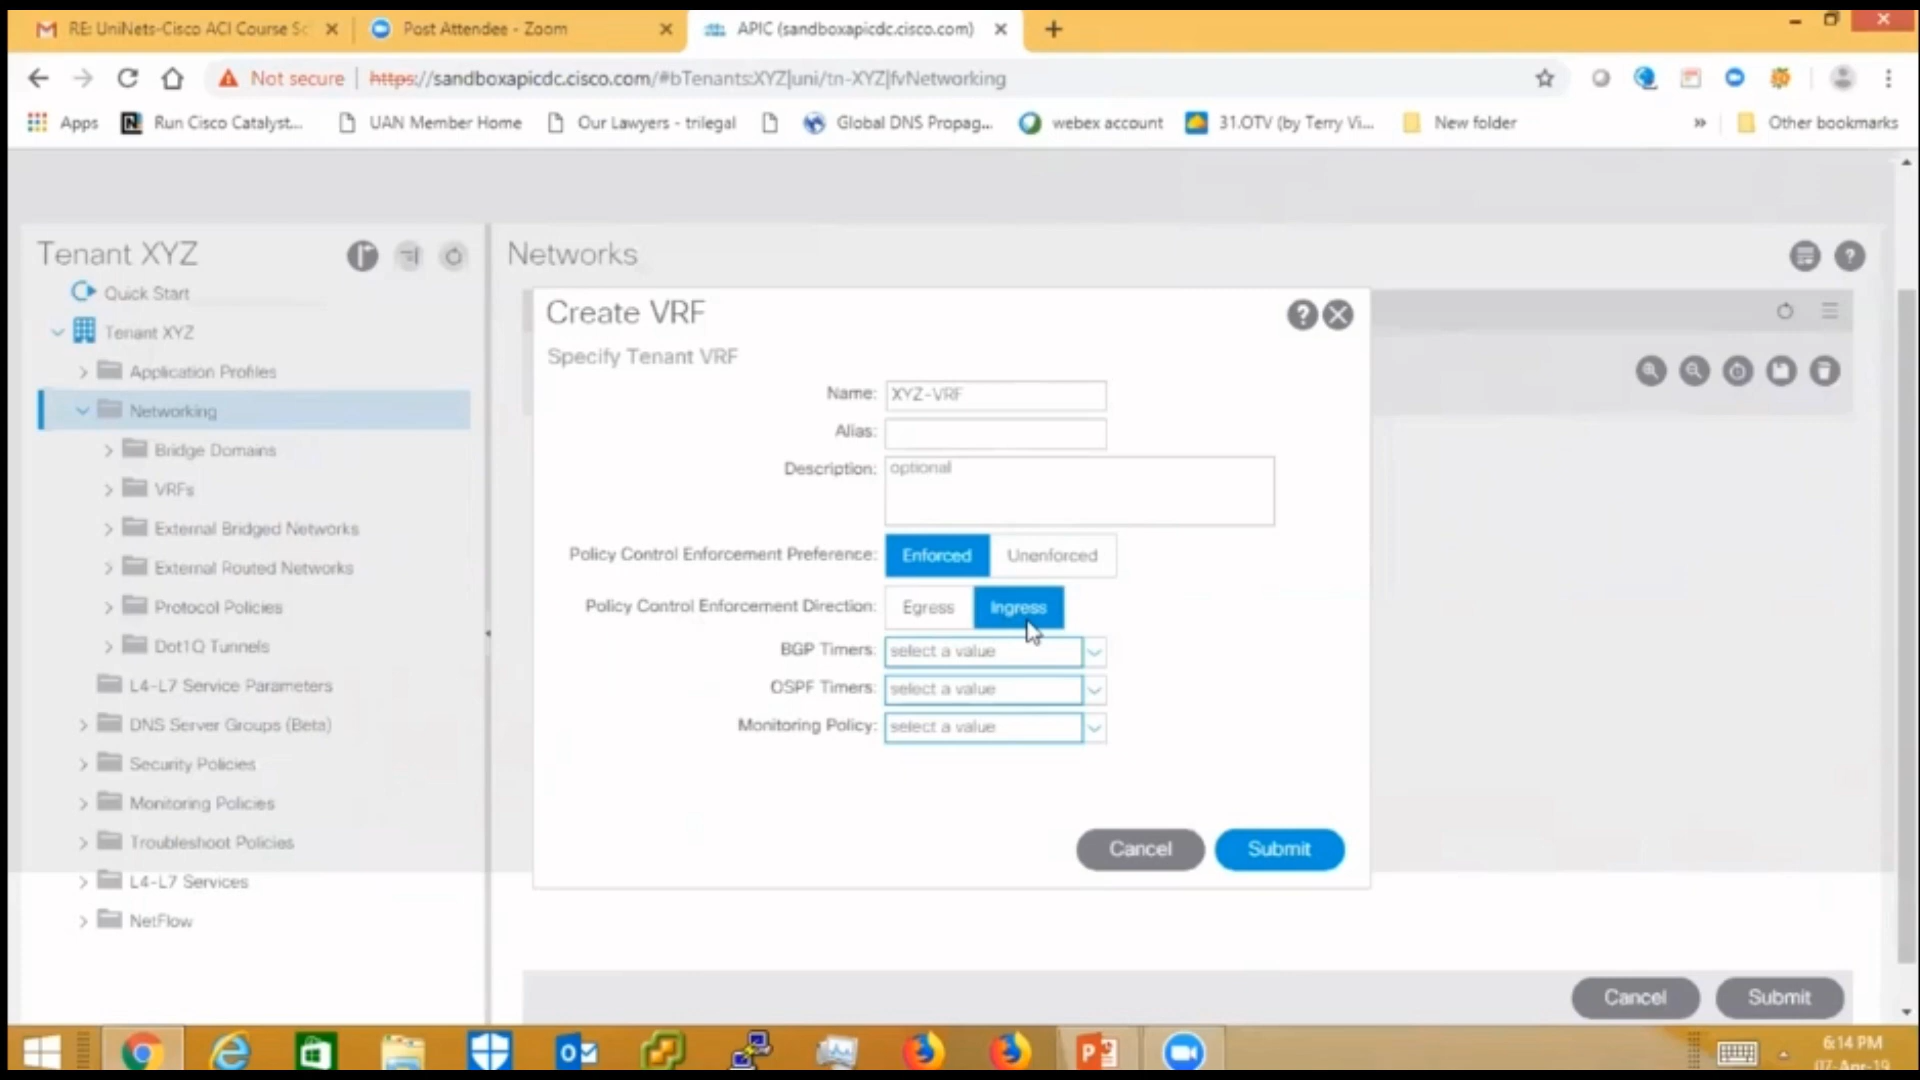 RE: UniNets-Cisco ACI Course Sc
Post Attendee - Zoom
APIC (sandboxapicdc.cisco.com)
Not secure
https://sandboxapicdc.cisco.com/#bTenants:XYZ|uni/tn-XYZ|fvNetworking
Apps
Run Cisco Catalyst...
UAN Member Home
Our Lawyers - trilegal
Global DNS Propag...
webex account
31.OTV (by Terry Vi...
New folder
Other bookmarks
Tenant XYZ
Quick Start
Tenant XYZ
Application Profiles
Networking
Bridge Domains
VRFs
External Bridged Networks
External Routed Networks
Protocol Policies
Dot1Q Tunnels
L4-L7 Service Parameters
DNS Server Groups (Beta)
Security Policies
Monitoring Policies
Troubleshoot Policies
L4-L7 Services
NetFlow
Networks
Create VRF
Specify Tenant VRF
Name: XYZ-VRF
Alias:
Description: optional
Policy Control Enforcement Preference: Enforced Unenforced
Policy Control Enforcement Direction: Egress Ingress
BGP Timers: select a value
OSPF Timers: select a value
Monitoring Policy: select a value
Cancel Submit
Cancel Submit
6:14 PM
07-Apr-19